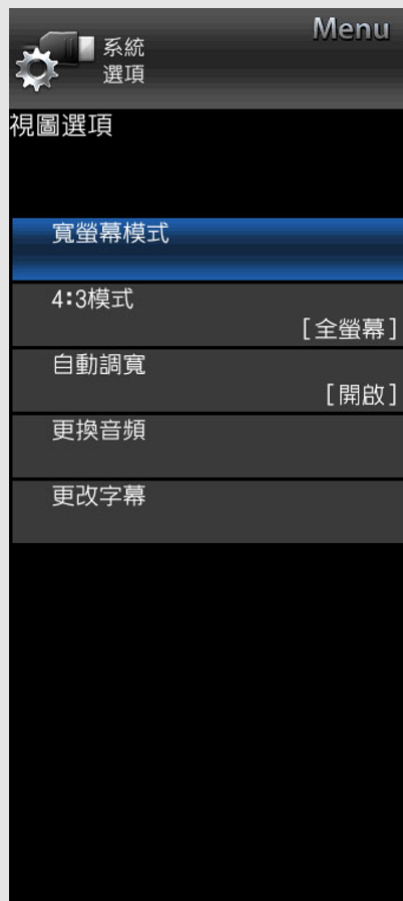 Menu
系統
選項
視圖選項
寬螢幕模式
4:3模式
[全螢幕]
自動調寬
[開啟]
更換音頻
更改字幕